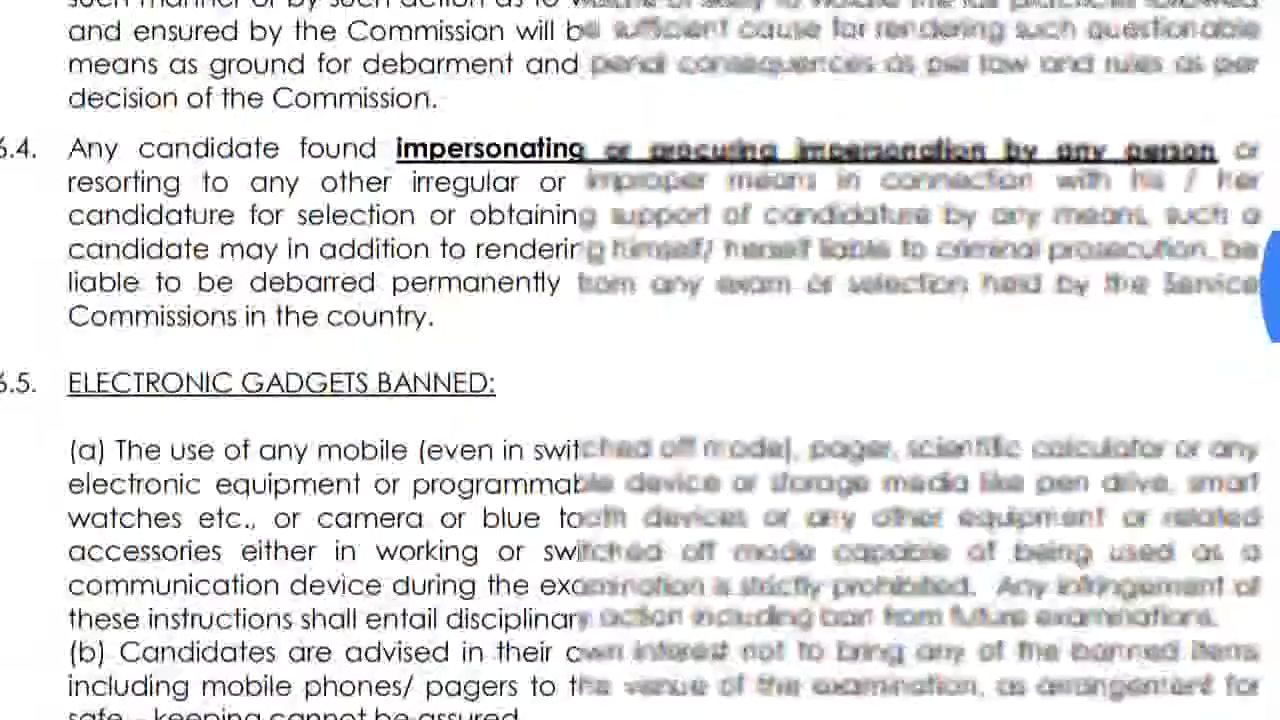 and ensured by the Commission will be sufficient cause for rendering such questionable
means as ground for debarment and penal consequences as per law and rules as per
decision of the Commission.
6.4. Any candidate found impersonating or procuring impersonation by any person or
resorting to any other irregular or improper means in connection with his / her
candidature for selection or obtaining support of candidature by any means, such a
candidate may in addition to rendering himself/ herself liable to criminal prosecution, be
liable to be debarred permanently from any exam or selection held by the Service
Commissions in the country.
6.5. ELECTRONIC GADGETS BANNED:
(a) The use of any mobile (even in switched off mode), pager, scientific calculator or any
electronic equipment or programmable device or storage media like pen drive, smart
watches etc., or camera or blue tooth devices or any other equipment or related
accessories either in working or switched off mode capable of being used as a
communication device during the examination is strictly prohibited. Any infringement of
these instructions shall entail disciplinary action including ban from future examinations.
(b) Candidates are advised in their own interest not to bring any of the banned items
including mobile phones/ pagers to the venue of the examination, as arrangement for
safe – keeping cannot be assured.